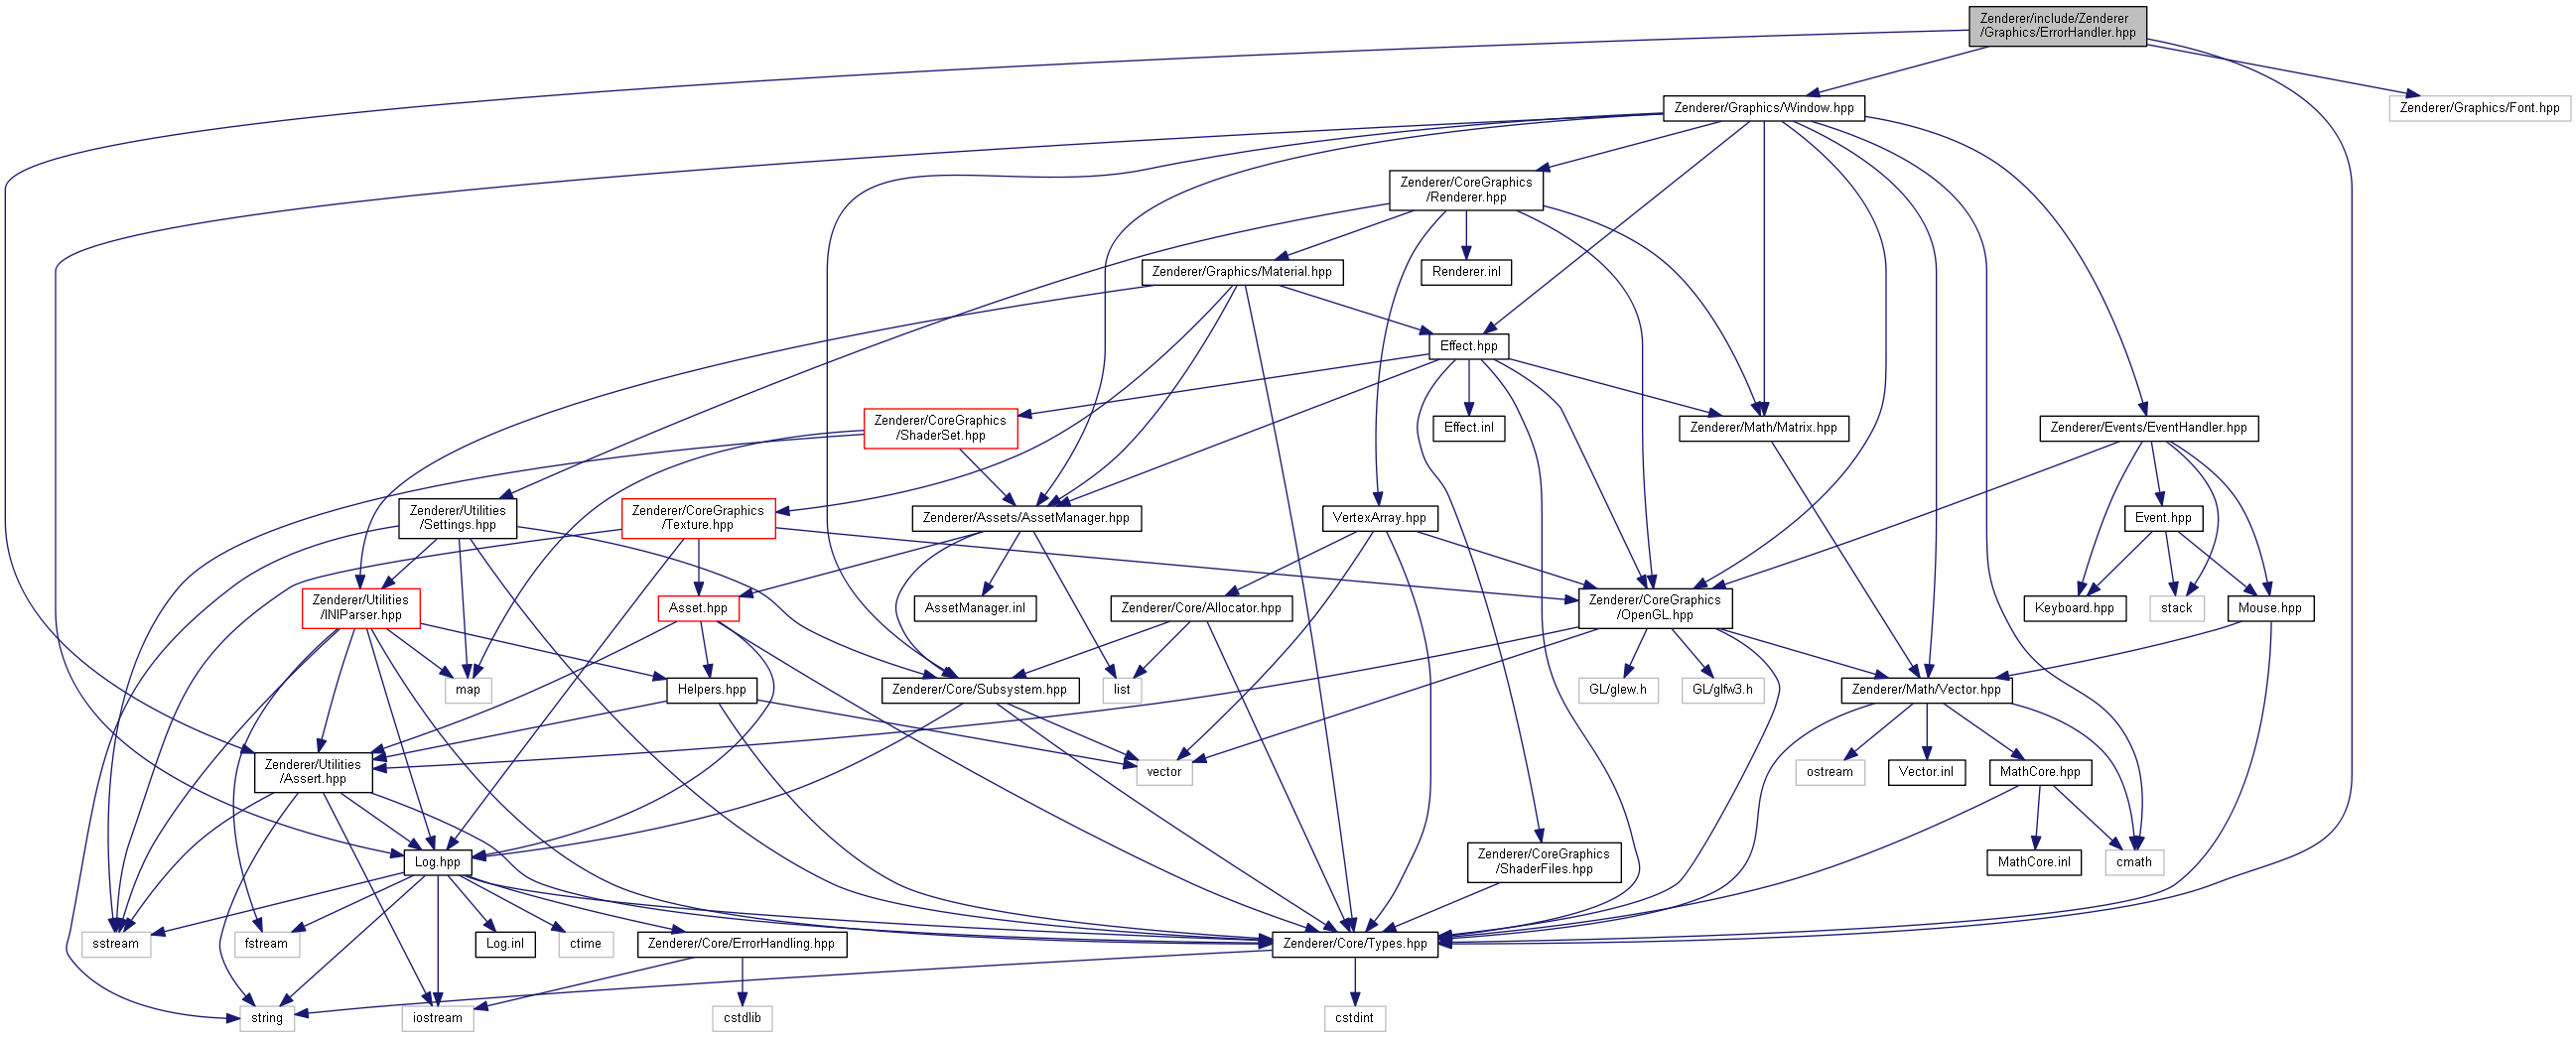 Zenderer/include/Zenderer
/Graphics/ErrorHandler.hpp
Zenderer/Graphics/Window.hpp
Zenderer/Graphics/Font.hpp
Zenderer/CoreGraphics
/Renderer.hpp
Zenderer/Graphics/Material.hpp
Renderer.inl
Effect.hpp
Zenderer/CoreGraphics
/ShaderSet.hpp
Effect.inl
Zenderer/Math/Matrix.hpp
Zenderer/Events/EventHandler.hpp
Zenderer/Utilities
/Settings.hpp
Zenderer/CoreGraphics
/Texture.hpp
Zenderer/Assets/AssetManager.hpp
VertexArray.hpp
Event.hpp
Zenderer/Utilities
/INIParser.hpp
Asset.hpp
AssetManager.inl
Zenderer/Core/Allocator.hpp
Zenderer/CoreGraphics
/OpenGL.hpp
Keyboard.hpp
stack
Mouse.hpp
map
Helpers.hpp
Zenderer/Core/Subsystem.hpp
list
GL/glew.h
GL/glfw3.h
Zenderer/Math/Vector.hpp
Zenderer/Utilities
/Assert.hpp
vector
ostream
Vector.inl
MathCore.hpp
Log.hpp
Zenderer/CoreGraphics
/ShaderFiles.hpp
MathCore.inl
cmath
sstream
fstream
Log.inl
ctime
Zenderer/Core/ErrorHandling.hpp
Zenderer/Core/Types.hpp
string
iostream
cstdlib
cstdint